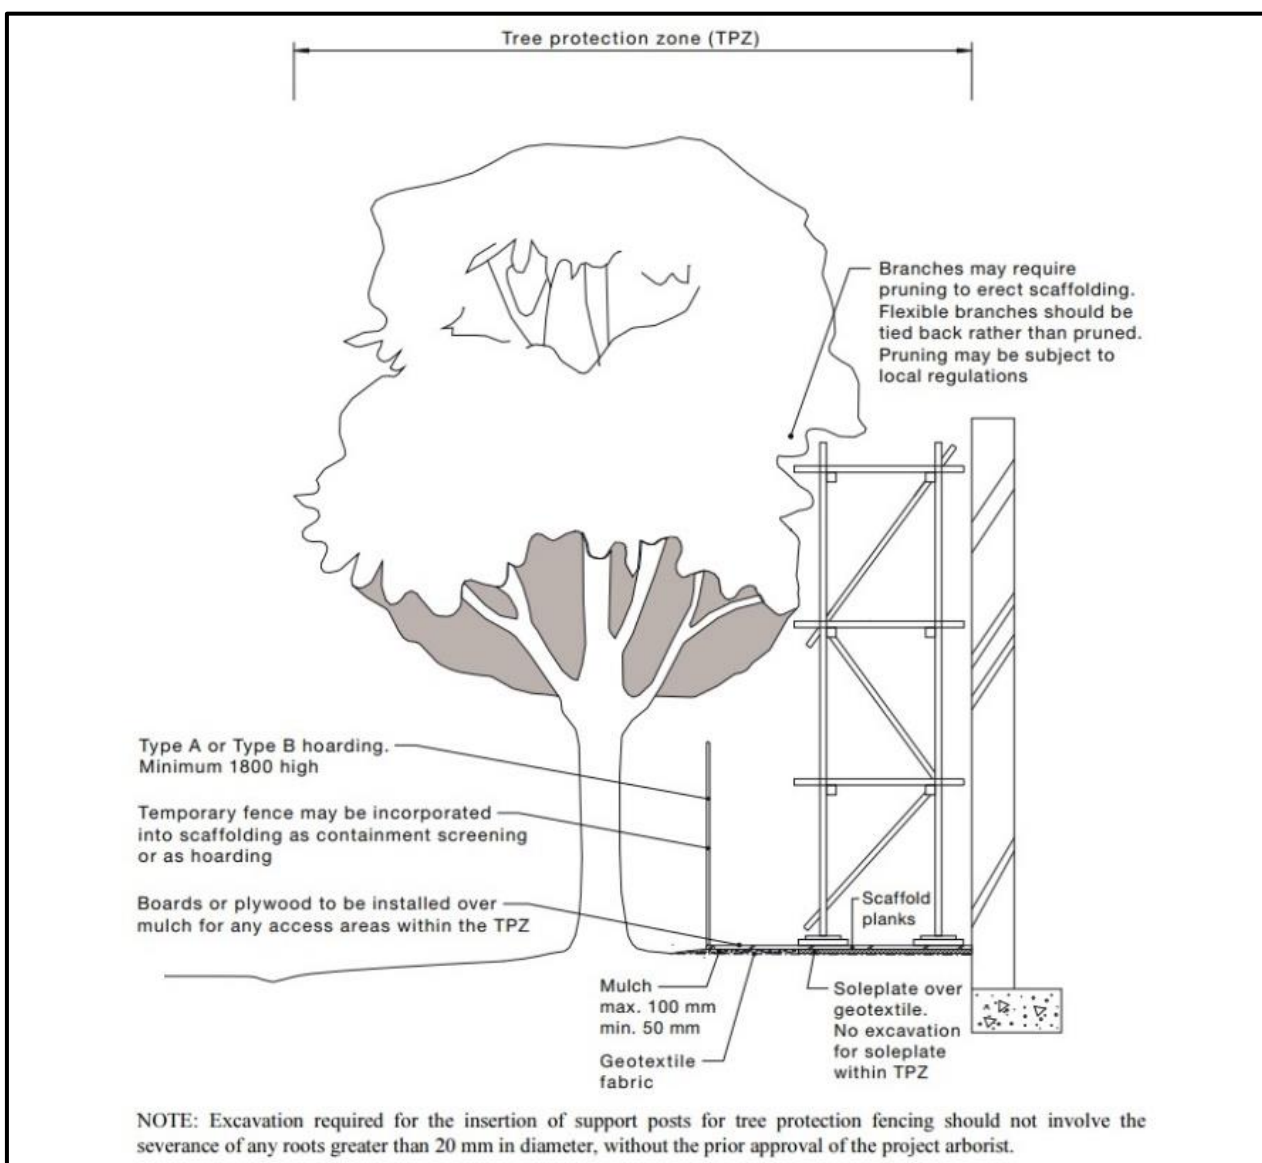 Tree protection zone (TPZ)
Branches may require
pruning to erect scaffolding.
Flexible branches should be
tied back rather than pruned.
Pruning may be subject to
local regulations
Type A or Type B hoarding.
Minimum 1800 high
Temporary fence may be incorporated
into scaffolding as containment screening
or as hoarding
Boards or plywood to be installed over
mulch for any access areas within the TPZ
Scaffold
planks
Mulch
max. 100 mm
min. 50 mm
Geotextile
fabric
Soleplate over
geotextile.
No excavation
for soleplate
within TPZ
NOTE: Excavation required for the insertion of support posts for tree protection fencing should not involve the
severance of any roots greater than 20 mm in diameter, without the prior approval of the project arborist.